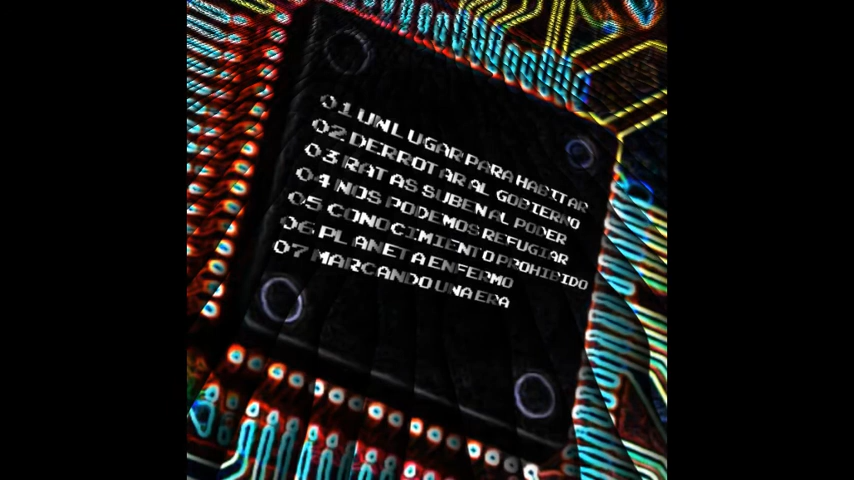 01 UN LUGAR PARA HABITAR
02 DERROTAR AL GOBIERNO
03 RATAS SUBEN AL PODER
04 NOS PODEMOS REFUGIAR
05 CONOCIMIENTO PROHIBIDO
06 PLANETA ENFERMO
07 MARCANDO UNA ERA